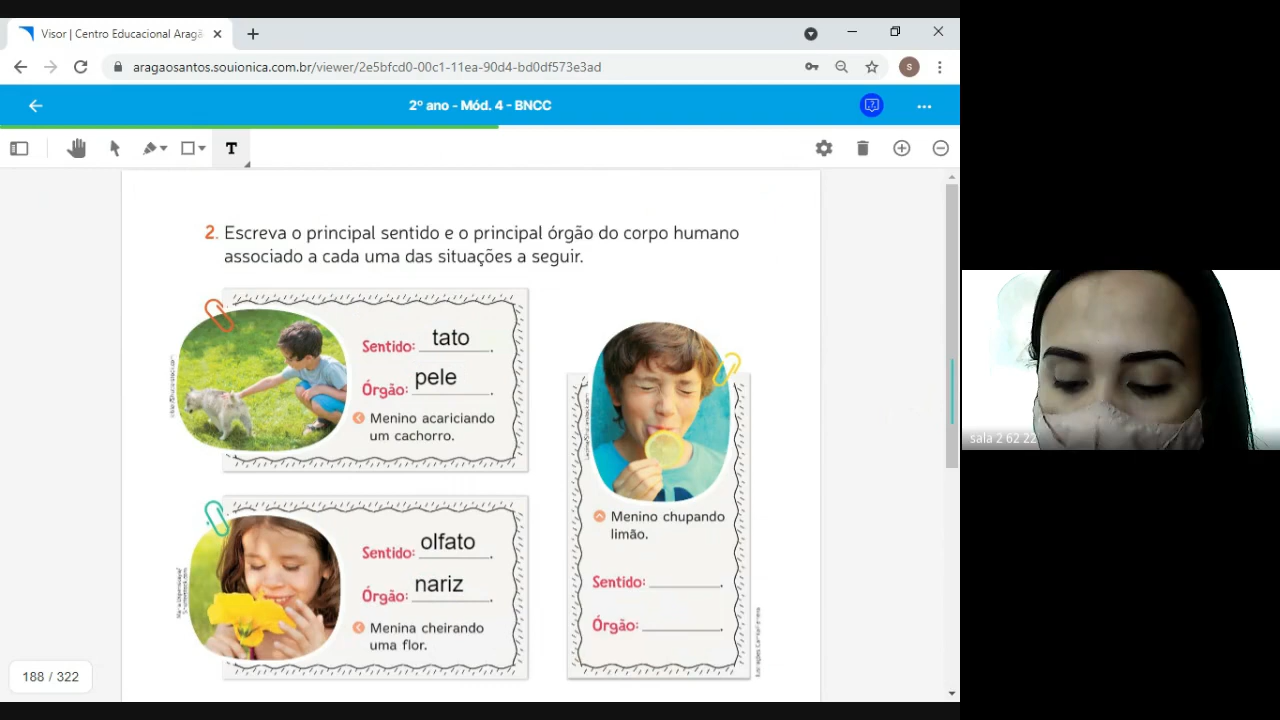 Visor | Centro Educacional Aragã
aragaosantos.souionica.com.br/viewer/2e5bfcd0-00c1-11ea-90d4-bd0df573e3ad
s
2º ano - Mód. 4 - BNCC
T
2. Escreva o principal sentido e o principal órgão do corpo humano
associado a cada uma das situações a seguir.
Sentido: tato.
Órgão: pele.
Menino acariciando
um cachorro.
Sentido: olfato.
Órgão: nariz.
Menina cheirando
uma flor.
Menino chupando
limão.
Sentido: ________.
Órgão: ________.
188 / 322
sala 2 62 22